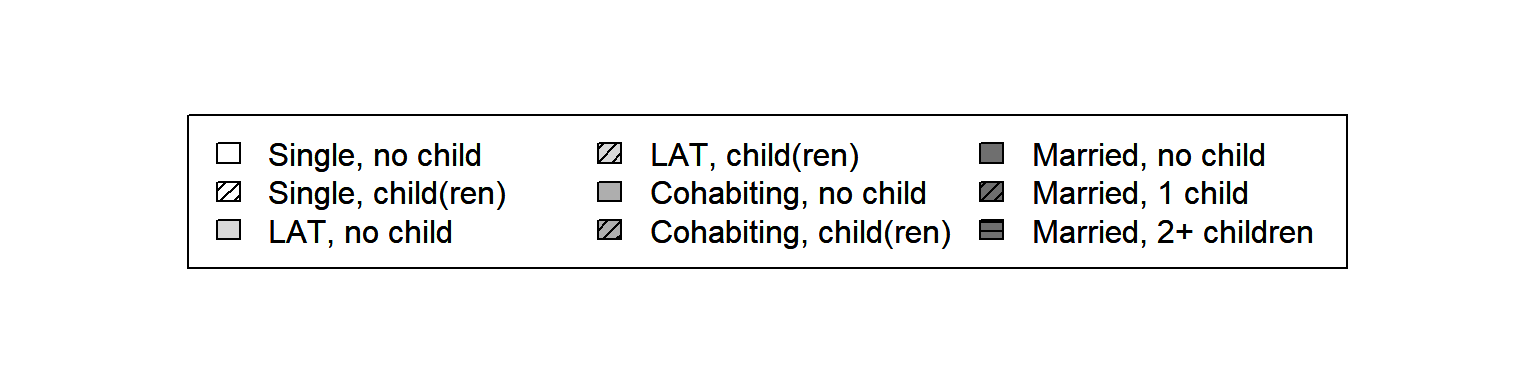 Single, no child
Single, child(ren)
LAT, no child
LAT, child(ren)
Cohabiting, no child
Cohabiting, child(ren)
Married, no child
Married, 1 child
Married, 2+ children